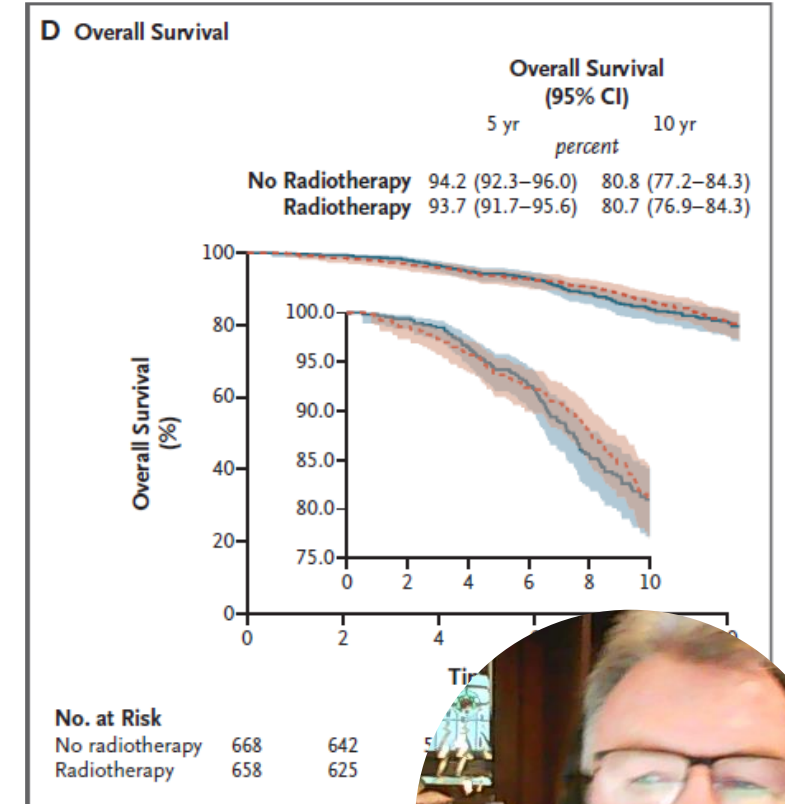 D Overall Survival
Overall Survival
(95% CI)
5 yr 10 yr
percent
No Radiotherapy 94.2 (92.3–96.0) 80.8 (77.2–84.3)
Radiotherapy 93.7 (91.7–95.6) 80.7 (76.9–84.3)
Overall Survival
(%)
100
80
60
40
20
0
0 2 4
100.0
95.0
90.0
85.0
80.0
75.0
0 2 4 6 8 10
No. at Risk
No radiotherapy 668 642
Radiotherapy 658 625